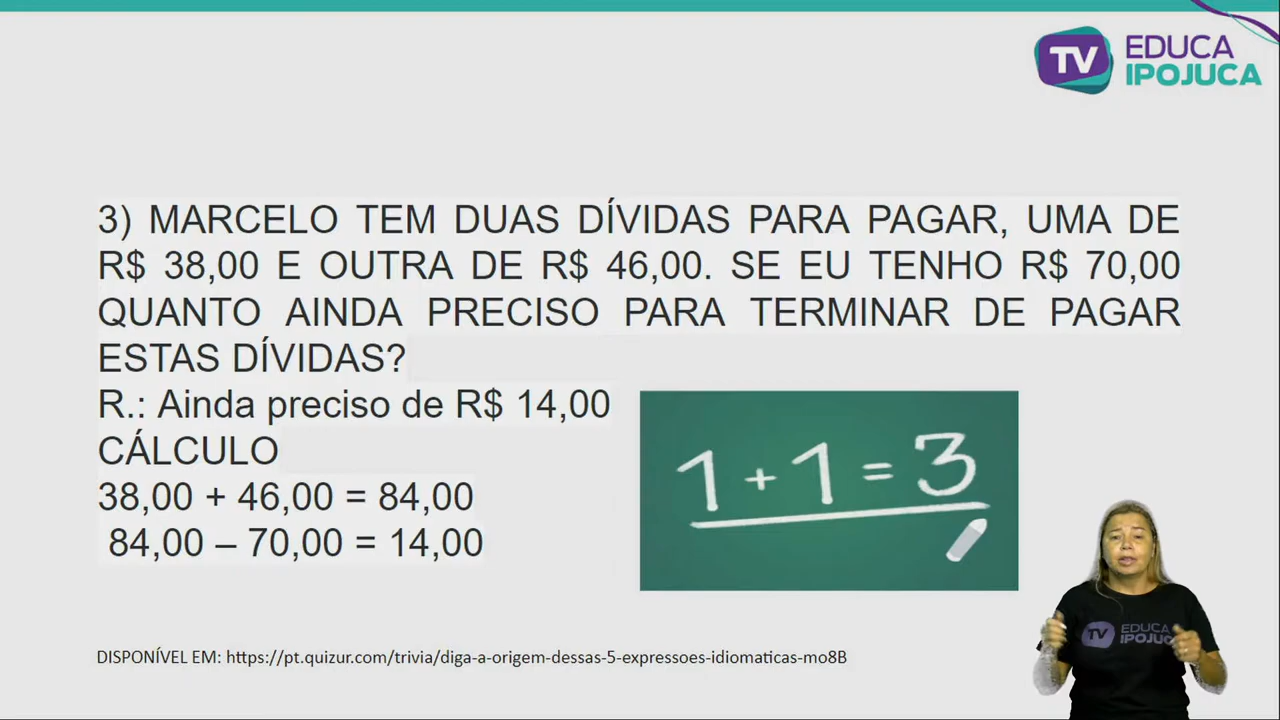 TV EDUCA
IPOJUCA
3) MARCELO TEM DUAS DÍVIDAS PARA PAGAR, UMA DE
R$ 38,00 E OUTRA DE R$ 46,00. SE EU TENHO R$ 70,00
QUANTO AINDA PRECISO PARA TERMINAR DE PAGAR
ESTAS DÍVIDAS?
R.: Ainda preciso de R$ 14,00
CÁLCULO
38,00 + 46,00 = 84,00
84,00 – 70,00 = 14,00
1 + 1 = 3
TV EDUCA
IPOJUCA
DISPONÍVEL EM: https://pt.quizur.com/trivia/diga-a-origem-dessas-5-expressoes-idiomaticas-mo8B